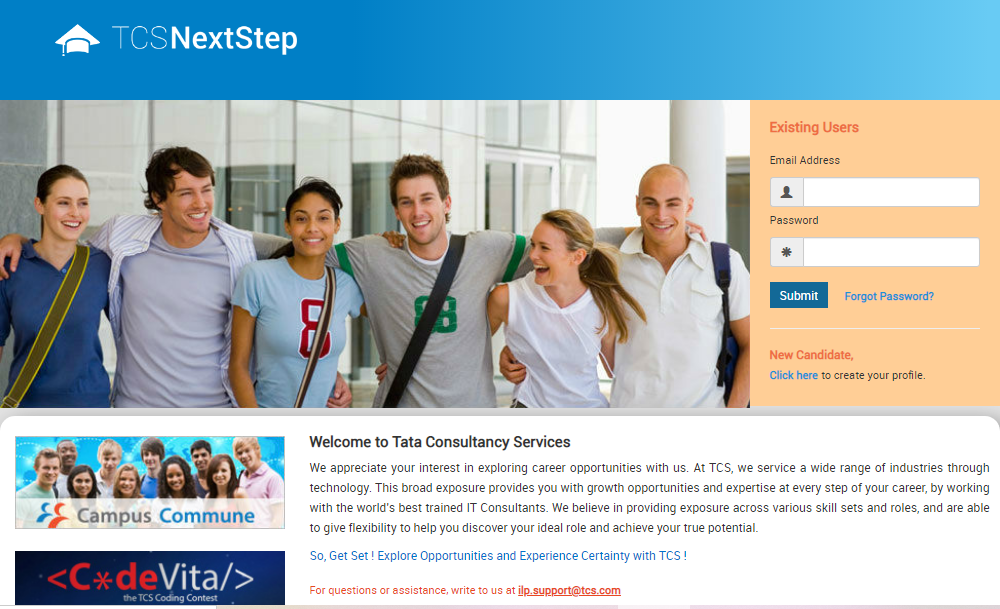 TCSNextStep
Existing Users
Email Address
Password
Submit Forgot Password?
New Candidate,
Click here to create your profile.
8 8
Campus Commune
<C*deVita/>
the TCS Coding Contest
Welcome to Tata Consultancy Services
We appreciate your interest in exploring career opportunities with us. At TCS, we service a wide range of industries through
technology. This broad exposure provides you with growth opportunities and expertise at every step of your career, by working
with the world's best trained IT Consultants. We believe in providing exposure across various skill sets and roles, and are able
to give flexibility to help you discover your ideal role and achieve your true potential.
So, Get Set ! Explore Opportunities and Experience Certainty with TCS !
For questions or assistance, write to us at ilp.support@tcs.com